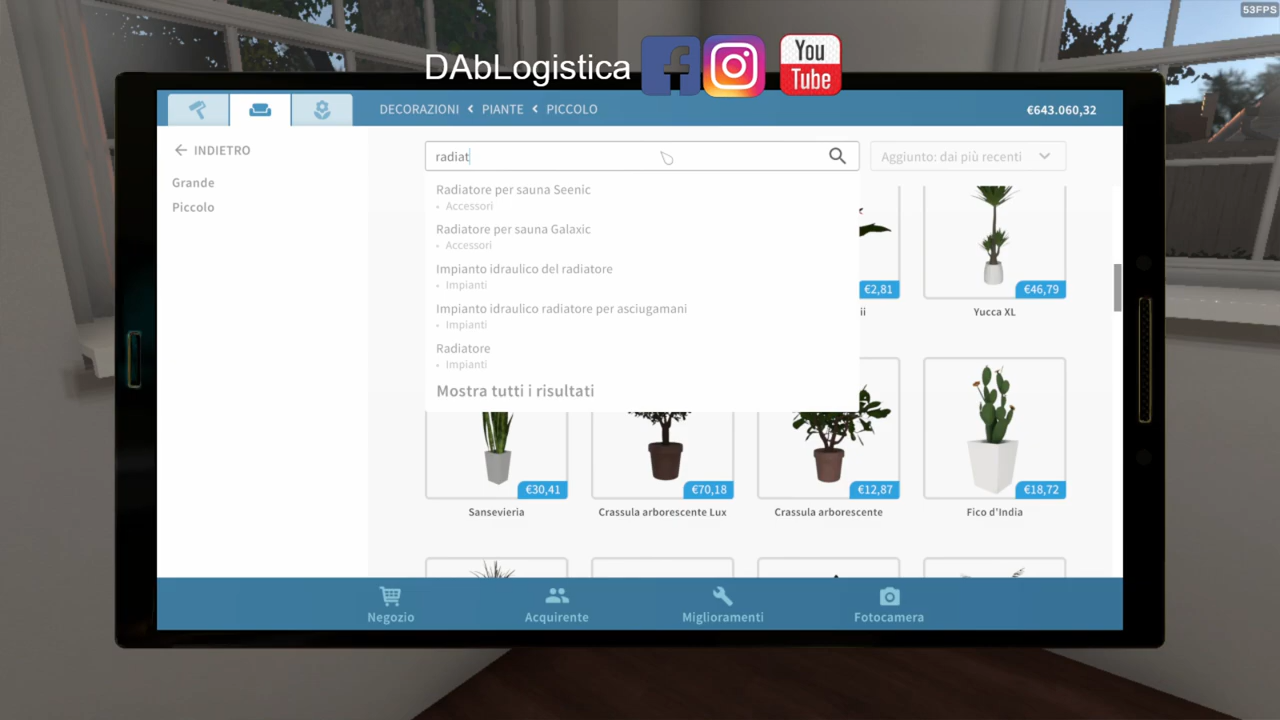 53FPS
DAbLogistica
You
Tube
DECORAZIONI < PIANTE < PICCOLO
€643.060,32
INDIETRO
Grande
Piccolo
radiat
Aggiunto: dai più recenti
Radiatore per sauna Seenic
• Accessori
Radiatore per sauna Galaxic
• Accessori
Impianto idraulico del radiatore
• Impianti
Impianto idraulico radiatore per asciugamani
• Impianti
Radiatore
• Impianti
Mostra tutti i risultati
€2,81
€46,79
ii
Yucca XL
€30,41
€70,18
€12,87
€18,72
Sansevieria
Crassula arborescente Lux
Crassula arborescente
Fico d'India
Negozio
Acquirente
Miglioramenti
Fotocamera